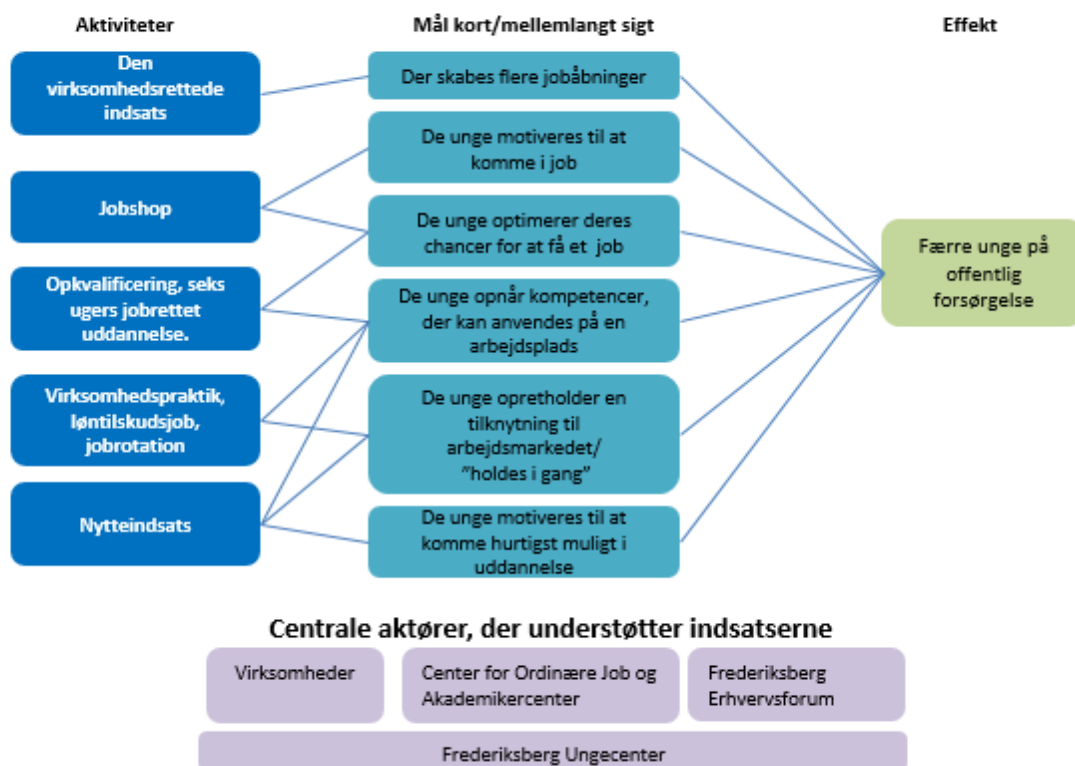 Aktiviteter
Den
virksomhedsrettede
indsats
Jobshop
Opkvalificering, seks
ugers jobrettet
uddannelse.
Virksomhedspraktik,
løntilskudsjob,
jobrotation
Nytteindsats
Mål kort/mellemlangt sigt
Der skabes flere jobåbninger
De unge motiveres til at
komme i job
De unge optimerer deres
chancer for at få et job
De unge opnår kompetencer,
der kan anvendes på en
arbejdsplads
De unge opretholder en
tilknytning til
arbejdsmarkedet/
”holdes i gang”
De unge motiveres til at
komme hurtigst muligt i
uddannelse
Effekt
Færre unge på
offentlig
forsørgelse
Centrale aktører, der understøtter indsatserne
Virksomheder
Center for Ordinære Job og
Akademikercenter
Frederiksberg
Erhvervsforum
Frederiksberg Ungecenter